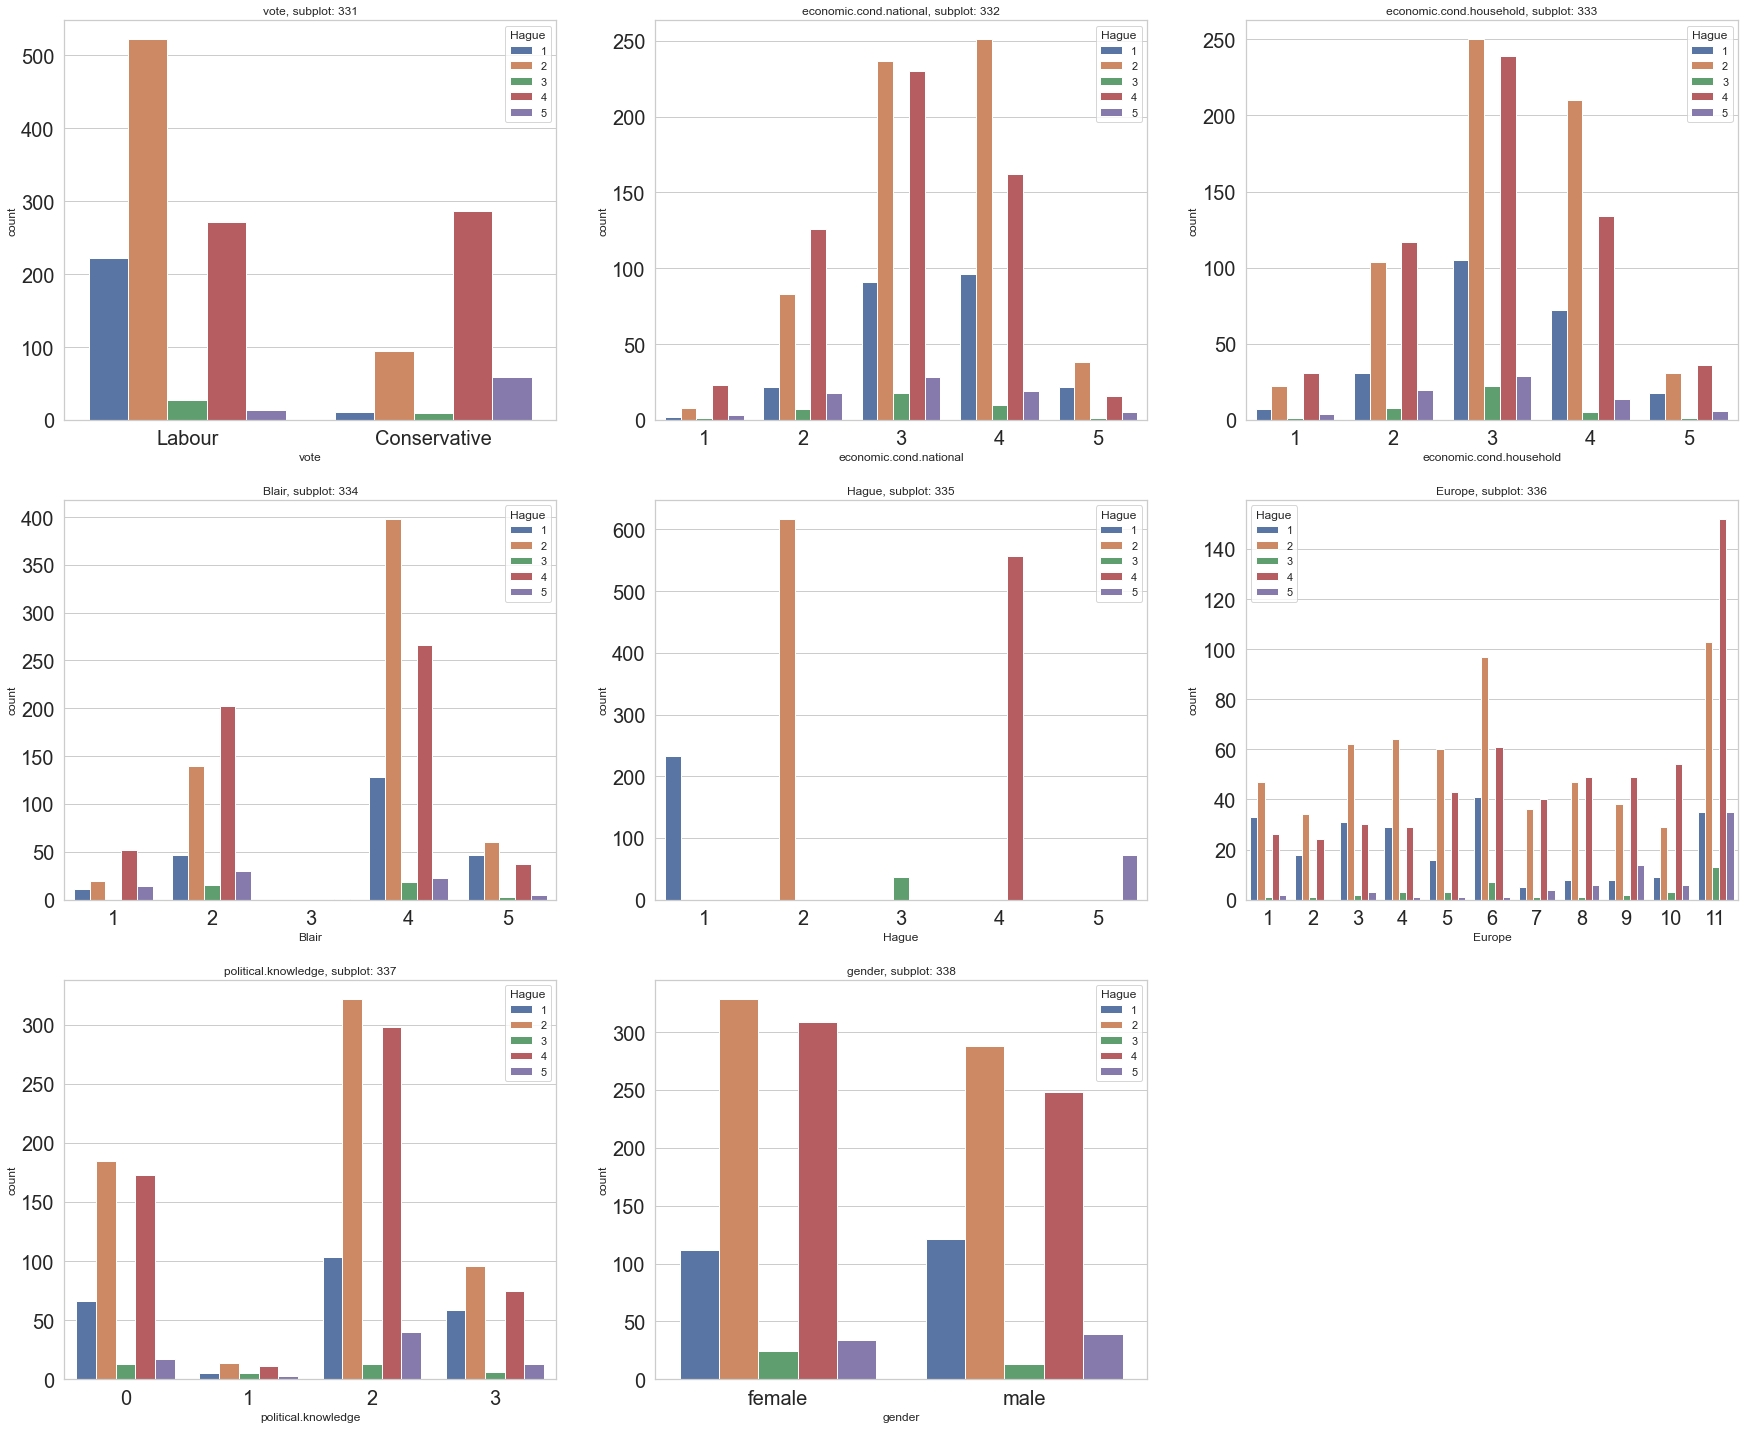 vote, subplot: 331
500
400
300
200
100
0
count
Labour Conservative
vote
Hague
1
2
3
4
5
economic.cond.national, subplot: 332
250
200
150
100
50
0
count
1 2 3 4 5
economic.cond.national
Hague
1
2
3
4
5
economic.cond.household, subplot: 333
250
200
150
100
50
0
count
1 2 3 4 5
economic.cond.household
Hague
1
2
3
4
5
Blair, subplot: 334
400
350
300
250
200
150
100
50
0
count
1 2 3 4 5
Blair
Hague
1
2
3
4
5
Hague, subplot: 335
600
500
400
300
200
100
0
count
1 2 3 4 5
Hague
Hague
1
2
3
4
5
Europe, subplot: 336
140
120
100
80
60
40
20
0
count
1 2 3 4 5 6 7 8 9 10 11
Europe
Hague
1
2
3
4
5
political.knowledge, subplot: 337
300
250
200
150
100
50
0
count
0 1 2 3
political.knowledge
Hague
1
2
3
4
5
gender, subplot: 338
300
250
200
150
100
50
0
count
female male
gender
Hague
1
2
3
4
5